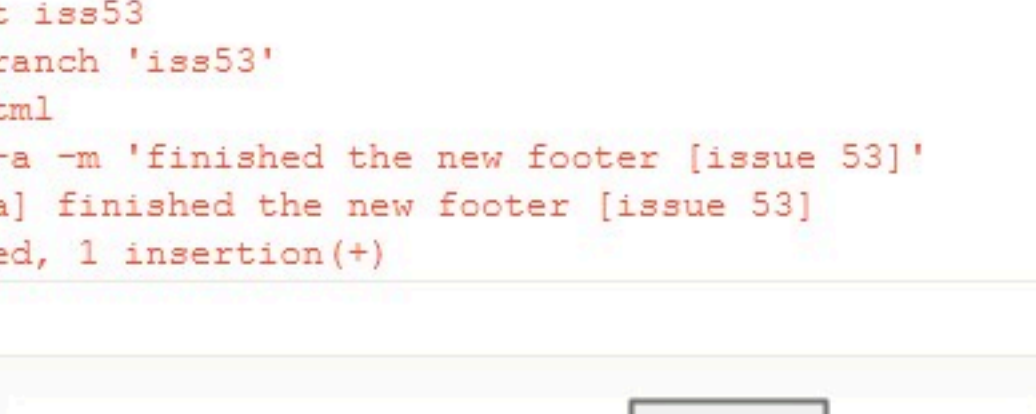 t iss53
ranch 'iss53'
tml
-a -m 'finished the new footer [issue 53]'
a] finished the new footer [issue 53]
ed, 1 insertion(+)